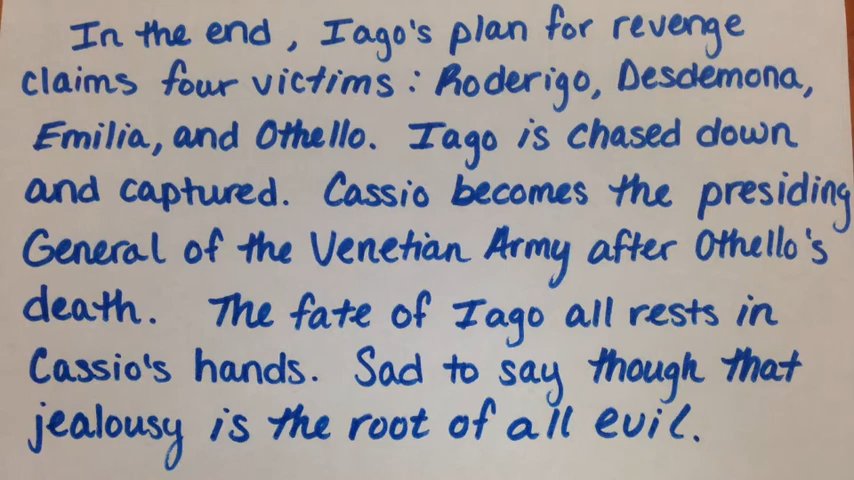 In the end, Iago's plan for revenge
claims four victims: Roderigo, Desdemona,
Emilia, and Othello. Iago is chased down
and captured. Cassio becomes the presiding
General of the Venetian Army after Othello's
death. The fate of Iago all rests in
Cassio's hands. Sad to say though that
jealousy is the root of all evil.